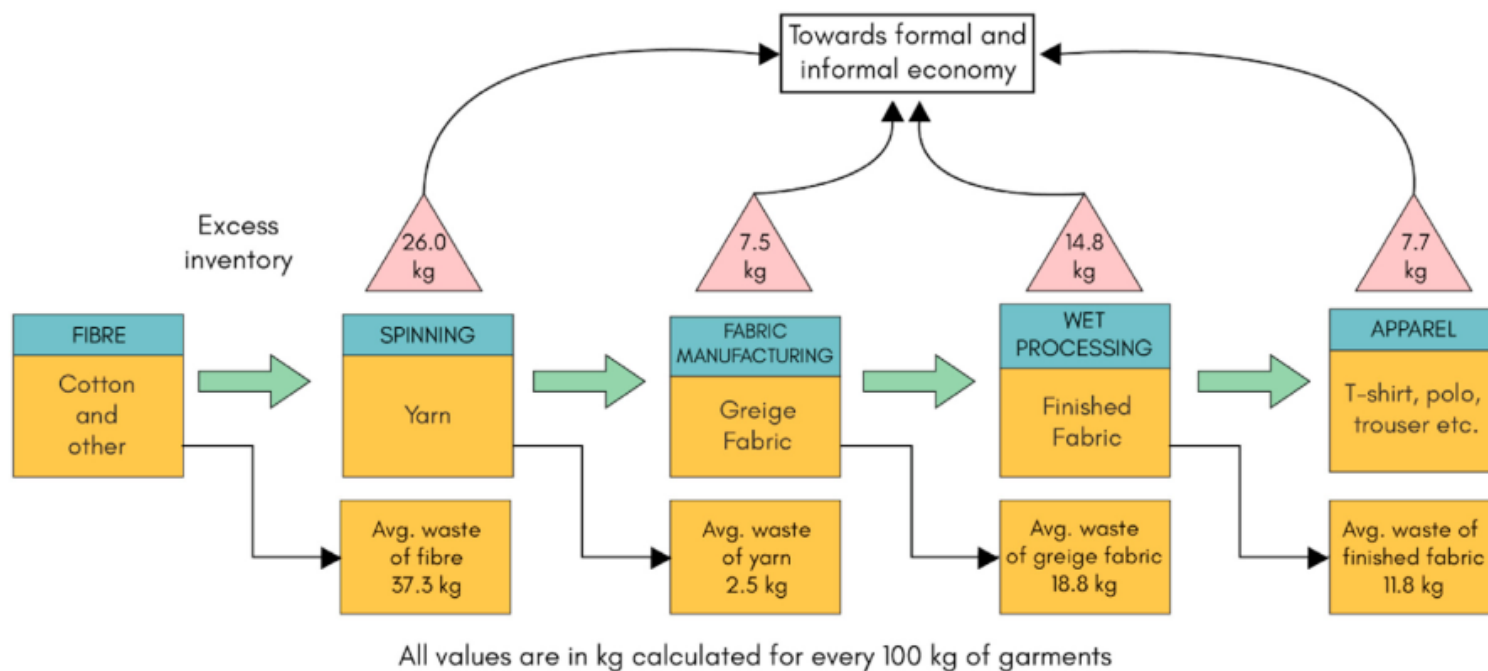 Towards formal and
informal economy
Excess
inventory
26.0
kg
7.5
kg
14.8
kg
7.7
kg
FIBRE
Cotton
and
other
SPINNING
Yarn
FABRIC
MANUFACTURING
Greige
Fabric
WET
PROCESSING
Finished
Fabric
APPAREL
T-shirt, polo,
trouser etc.
Avg. waste
of fibre
37.3 kg
Avg. waste
of yarn
2.5 kg
Avg. waste
of greige fabric
18.8 kg
Avg. waste of
finished fabric
11.8 kg
All values are in kg calculated for every 100 kg of garments